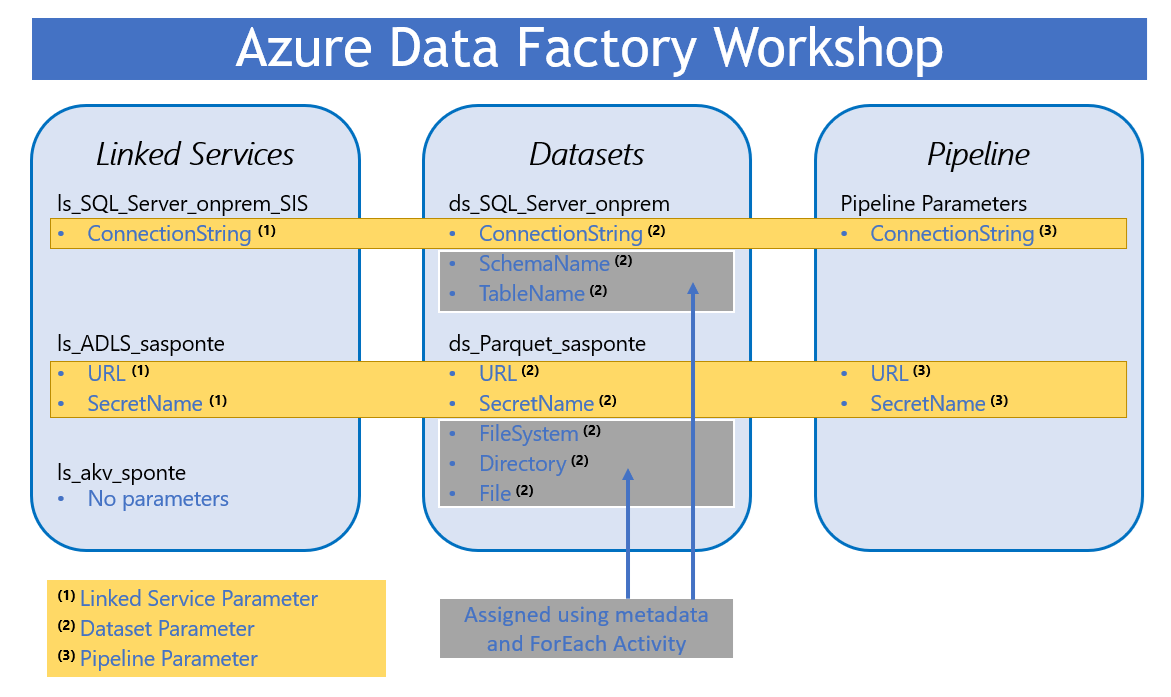 Azure Data Factory Workshop
Linked Services
ls_SQL_Server_onprem_SIS
• ConnectionString (1)
ls_ADLS_sasponte
• URL (1)
• SecretName (1)
ls_akv_sponte
• No parameters
Datasets
ds_SQL_Server_onprem
• ConnectionString (2)
• SchemaName (2)
• TableName (2)
ds_Parquet_sasponte
• URL (2)
• SecretName (2)
• FileSystem (2)
• Directory (2)
• File (2)
Pipeline
Pipeline Parameters
• ConnectionString (3)
• URL (3)
• SecretName (3)
(1) Linked Service Parameter
(2) Dataset Parameter
(3) Pipeline Parameter
Assigned using metadata
and ForEach Activity